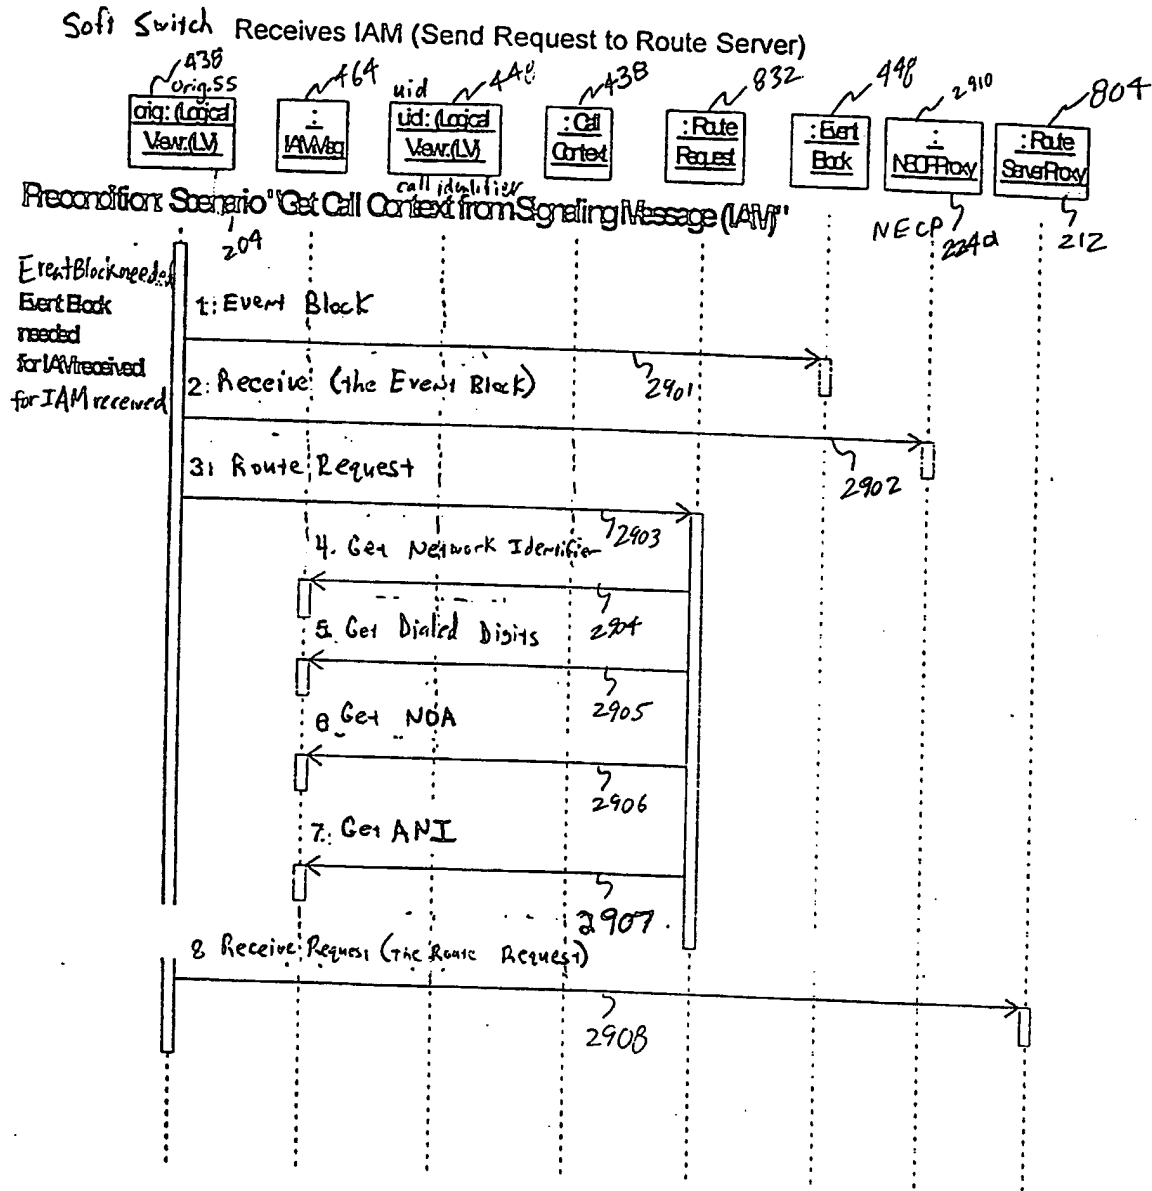 Soft Switch Receives IAM (Send Request to Route Server)
438 464 448 438 832 448 2910 804
orig.SS
uid
orig: (Logical
View:(LV)
:
IAMMsg
uid: (Logical
View:(LV)
: Call
Context
: Route
Request
: Event
Block
:
NECPProxy
: Route
ServerProxy
call identifier
Precondition: Scenario "Get Call Context from Signaling Message (IAM)"
204
NECP
224a
212
EventBlock needed
Event Block
needed
for IAM received
for IAM received
1: Event Block
2901
2: Receive (the Event Block)
2902
3: Route Request
2903
4. Get Network Identifier
2904
5. Get Dialed Digits
2905
6 Get NOA
2906
7: Get ANI
2907
8 Receive Request (the Route Request)
2908